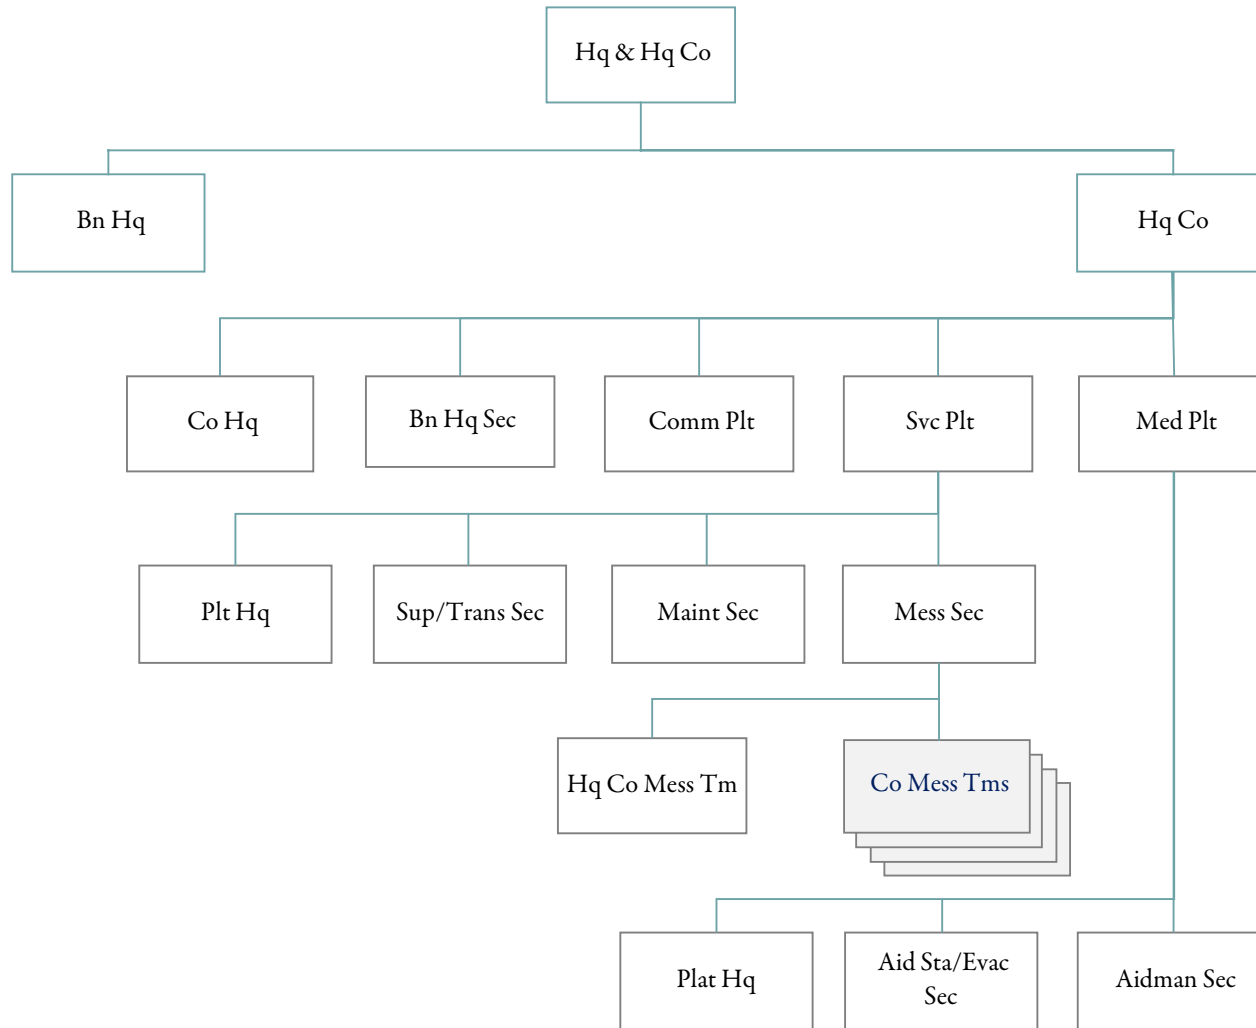 Hq & Hq Co
Bn Hq
Hq Co
Co Hq
Bn Hq Sec
Comm Plt
Svc Plt
Med Plt
Plt Hq
Sup/Trans Sec
Maint Sec
Mess Sec
Hq Co Mess Tm
Co Mess Tms
Plat Hq
Aid Sta/Evac
Sec
Aidman Sec